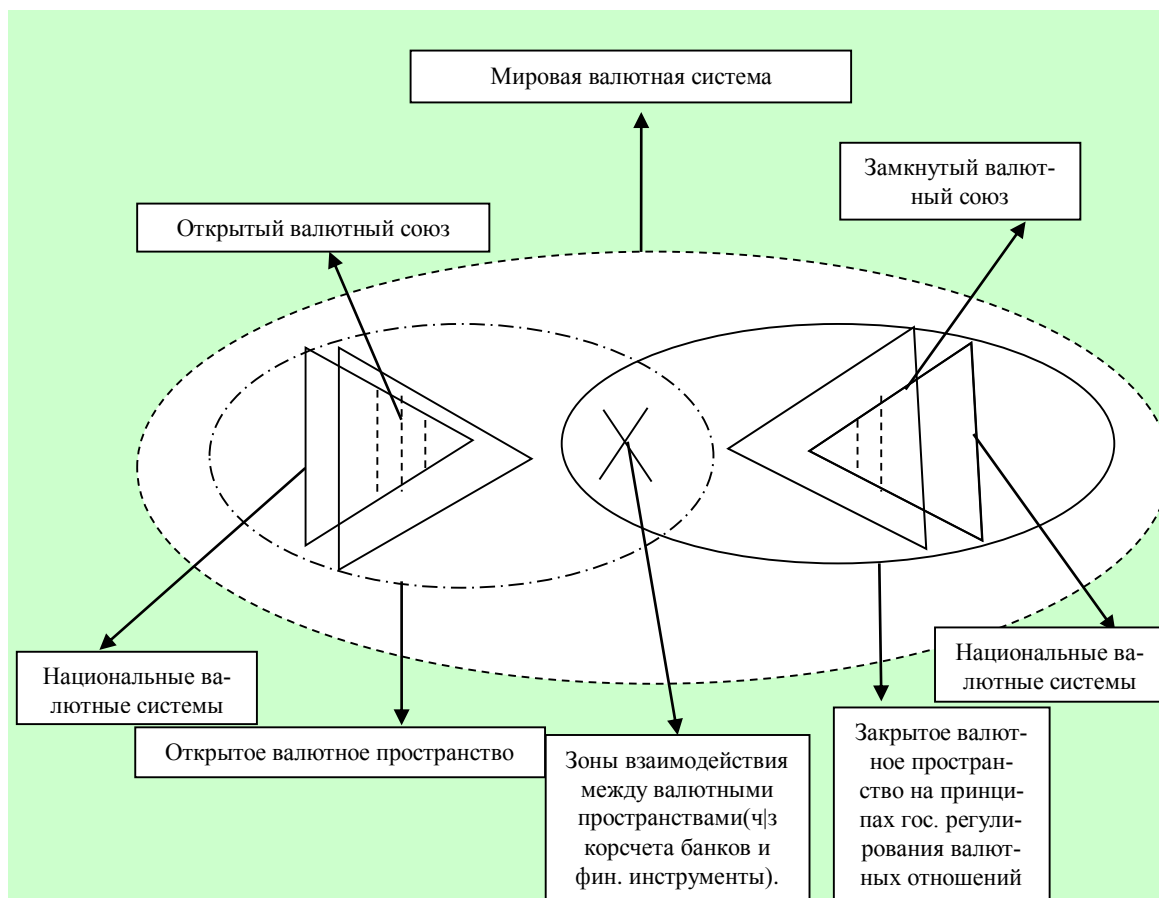 Мировая валютная система
Замкнутый валют-
ный союз
Открытый валютный союз
Национальные ва-
лютные системы
Национальные ва-
лютные системы
Открытое валютное пространство
Зоны взаимодействия
между валютными
пространствами(ч|з
корсчета банков и
фин. инструменты).
Закрытое валют-
ное простран-
ство на принци-
пах гос. регули-
рования валют-
ных отношений